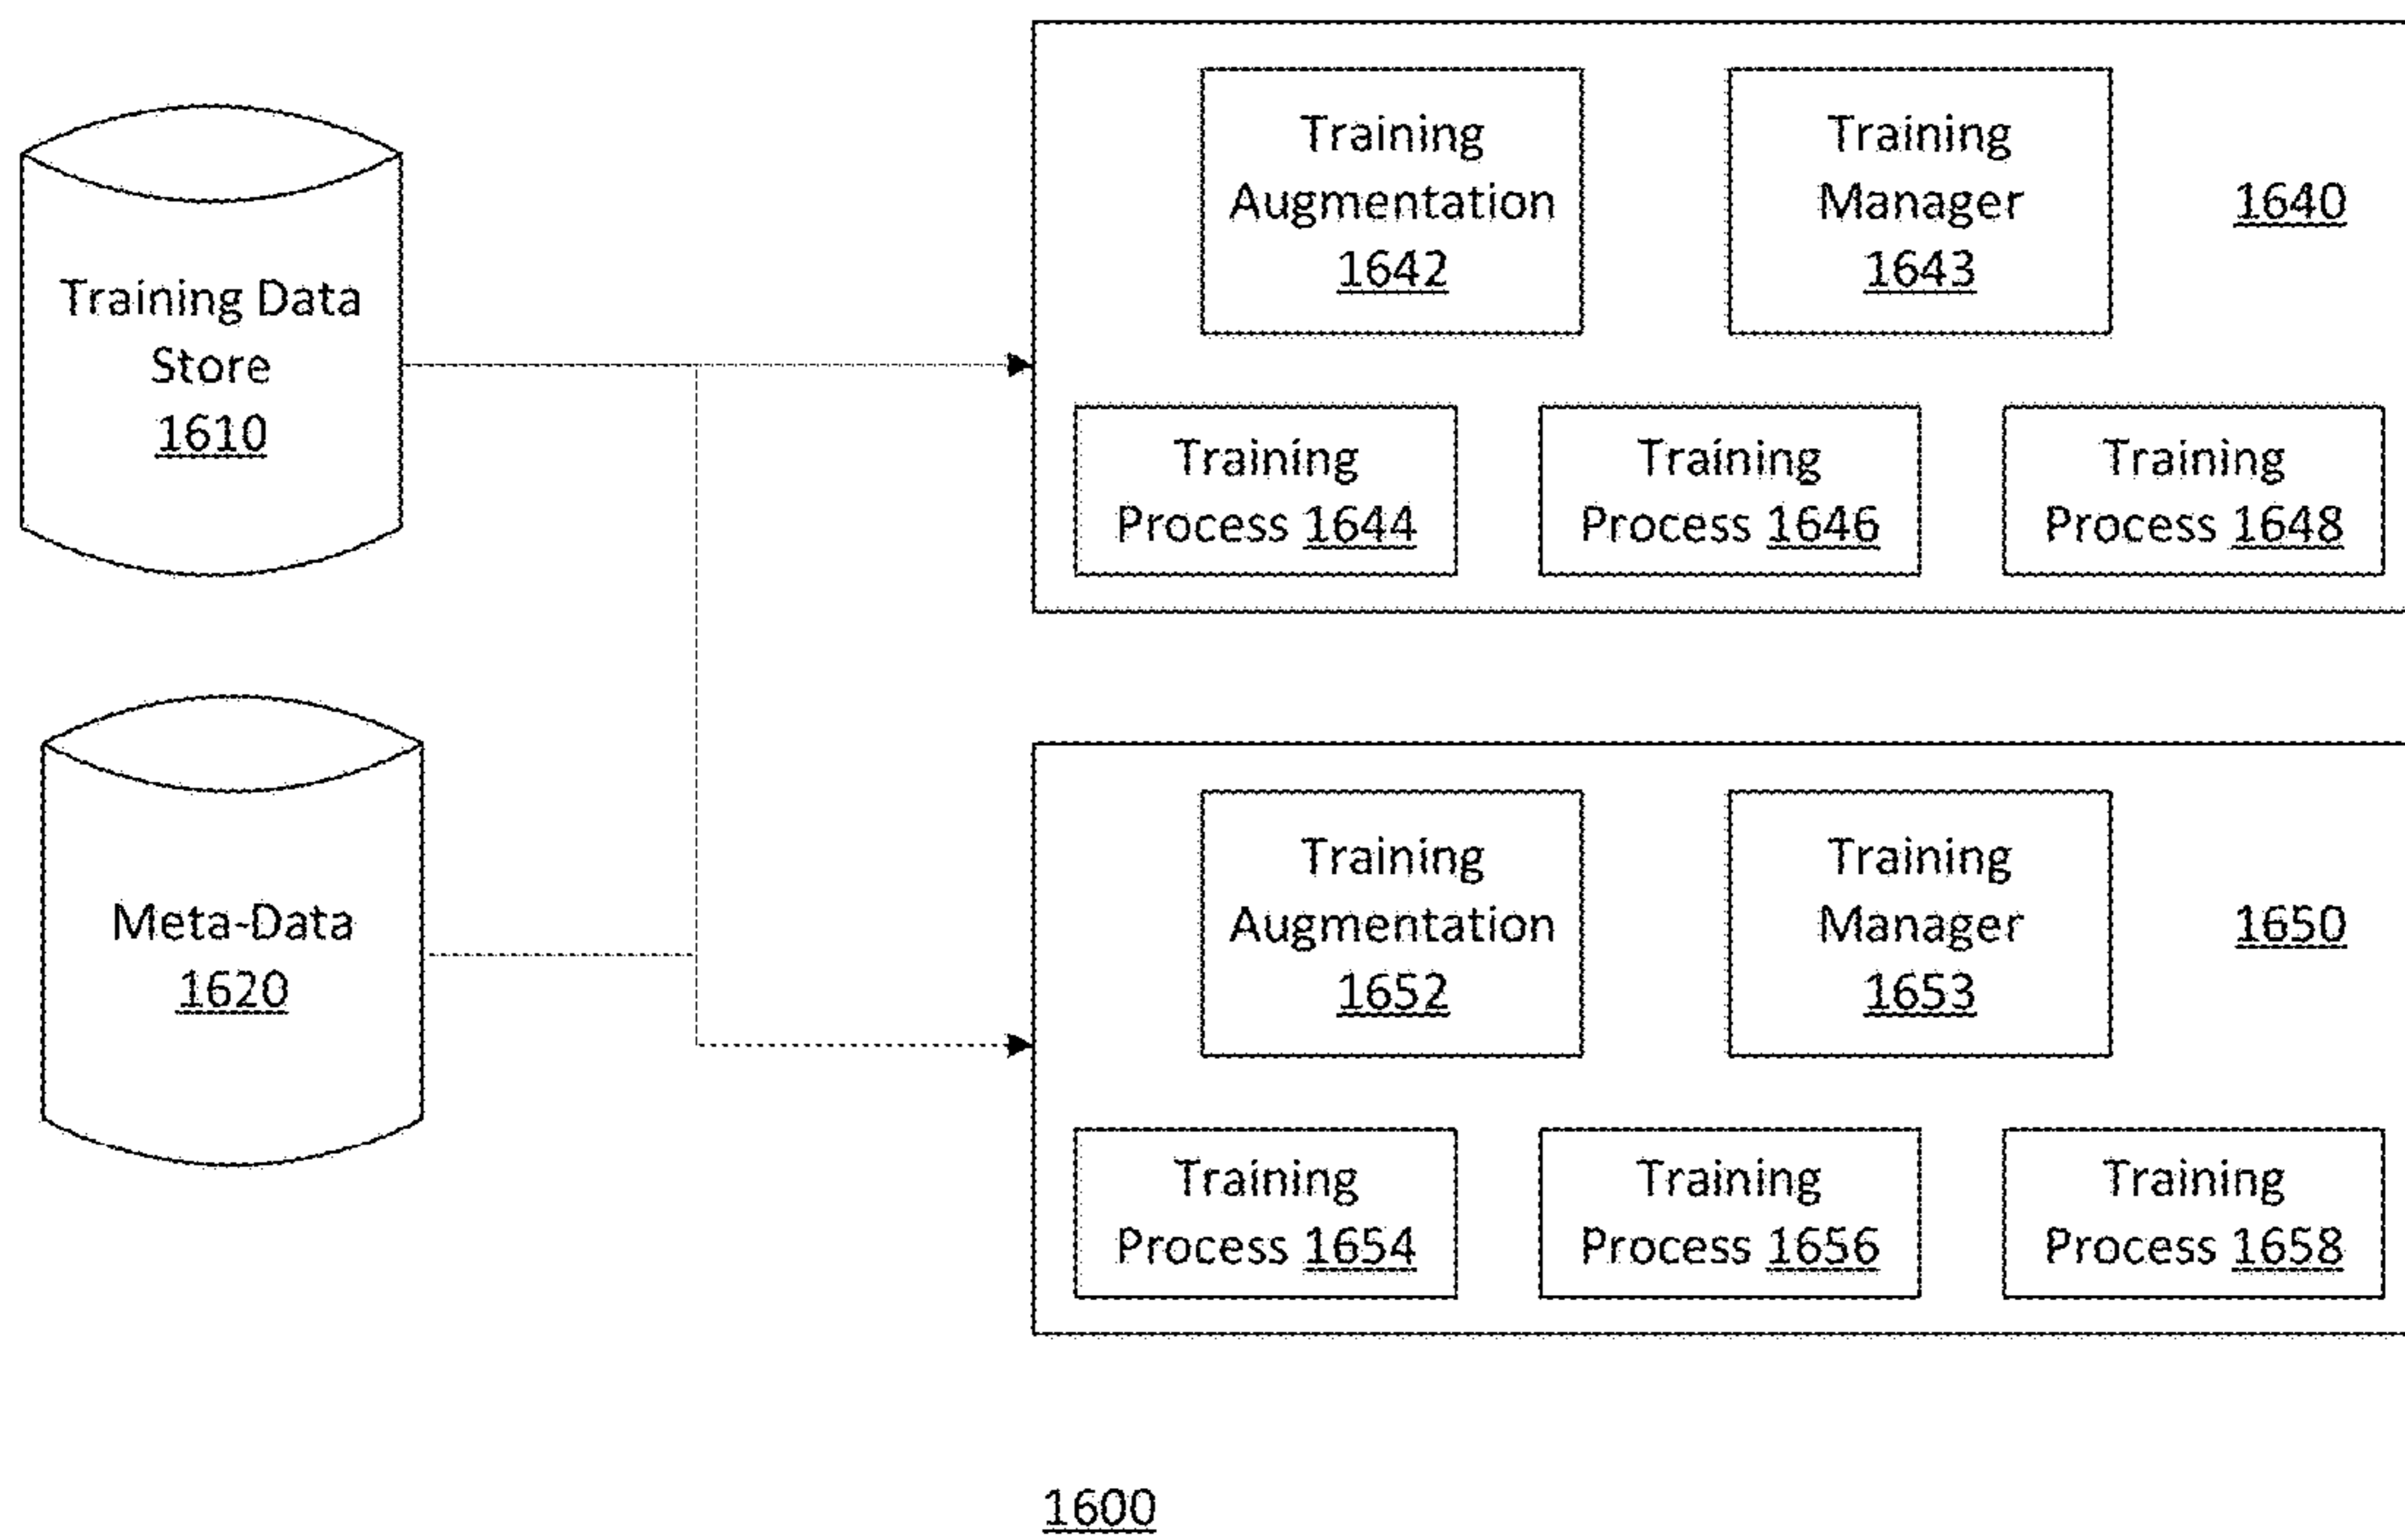 Training Data
Store
1610
Training
Augmentation
1642
Training
Manager
1643
1640
Training
Process 1644
Training
Process 1646
Training
Process 1648
Meta-Data
1620
Training
Augmentation
1652
Training
Manager
1653
1650
Training
Process 1654
Training
Process 1656
Training
Process 1658
1600